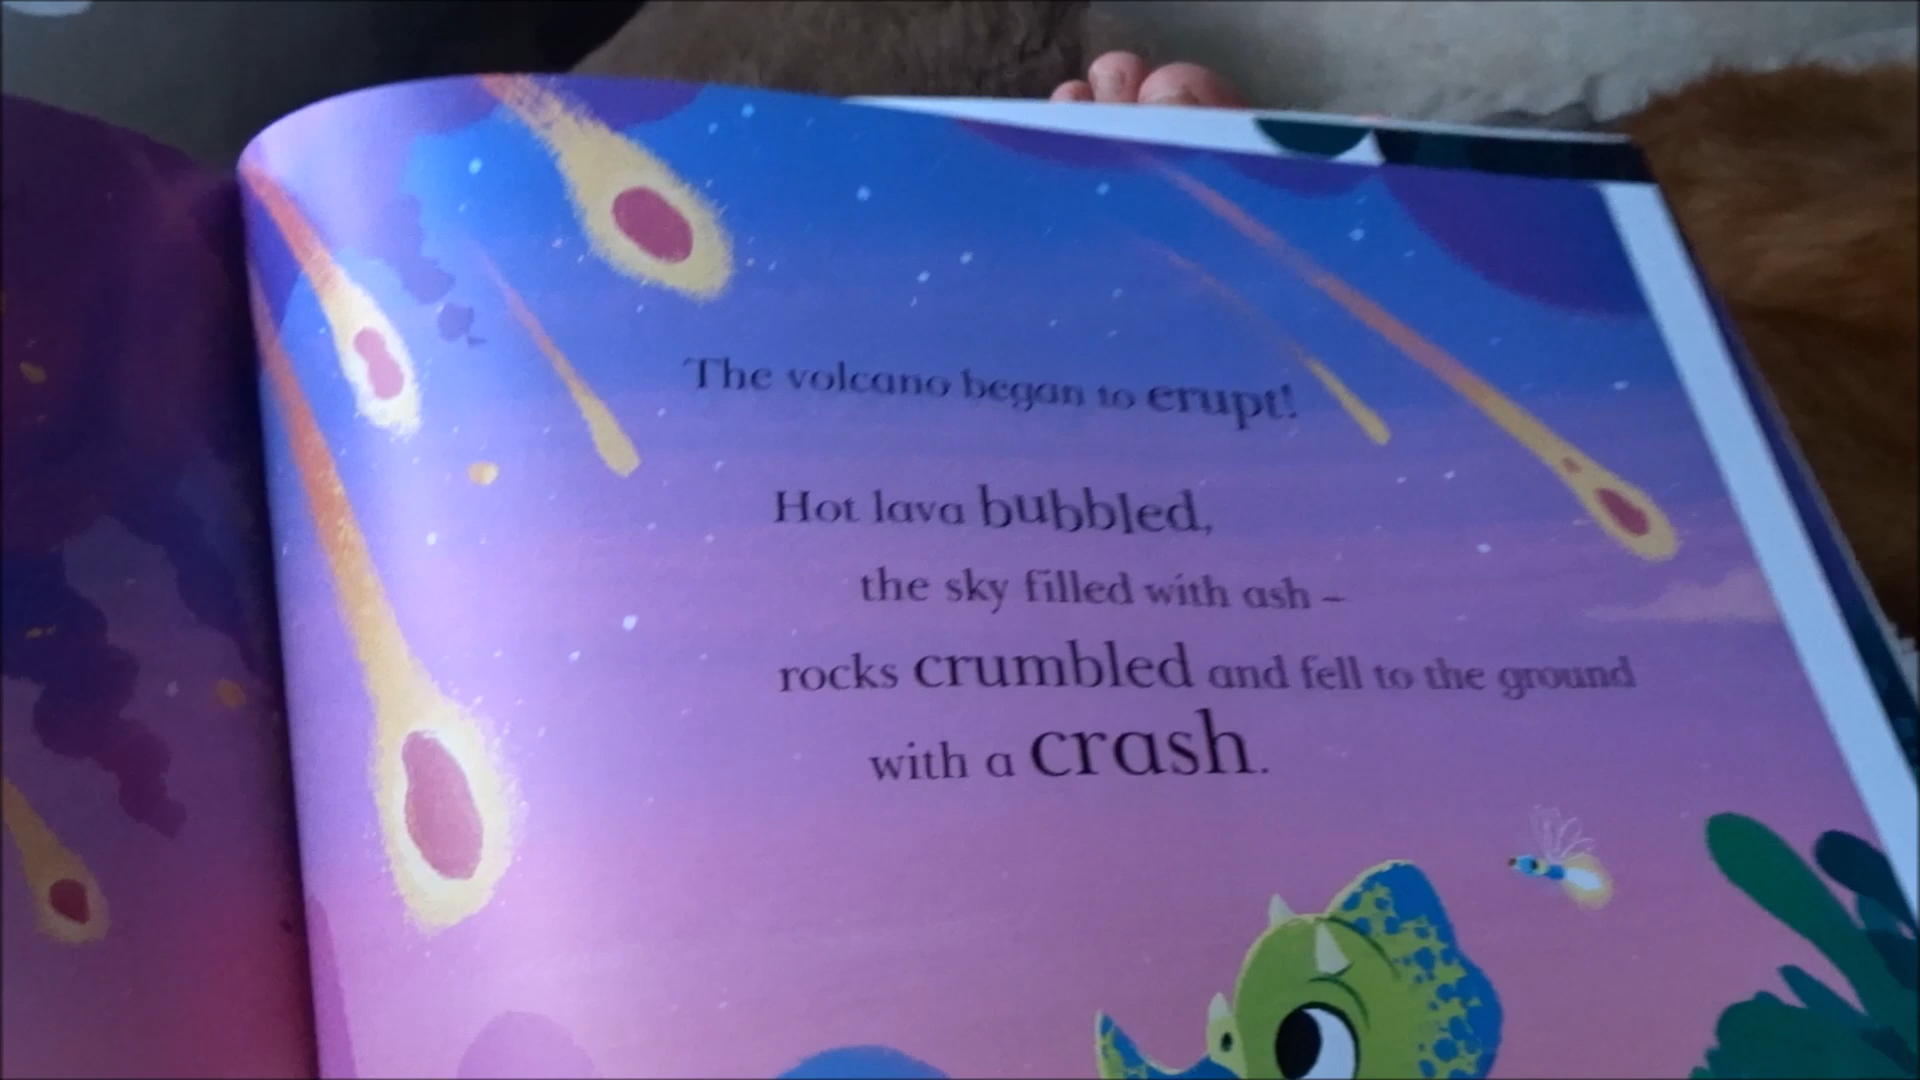 The volcano began to erupt!
Hot lava bubbled,
the sky filled with ash –
rocks crumbled and fell to the ground
with a crash.